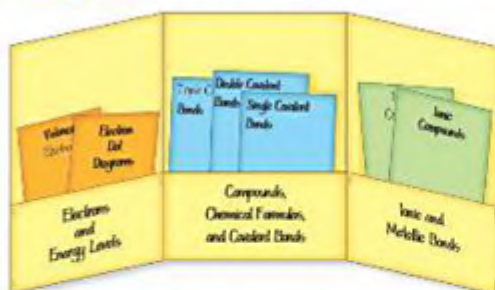 Valence
Electron
Dot
Diagrams
Double Covalent
Bonds
Bonds
Single Covalent
Bonds
Ionic
Compounds
Electrons
and
Energy Levels
Compounds,
Chemical Formulas,
and Covalent Bonds
Ionic and
Metallic Bonds